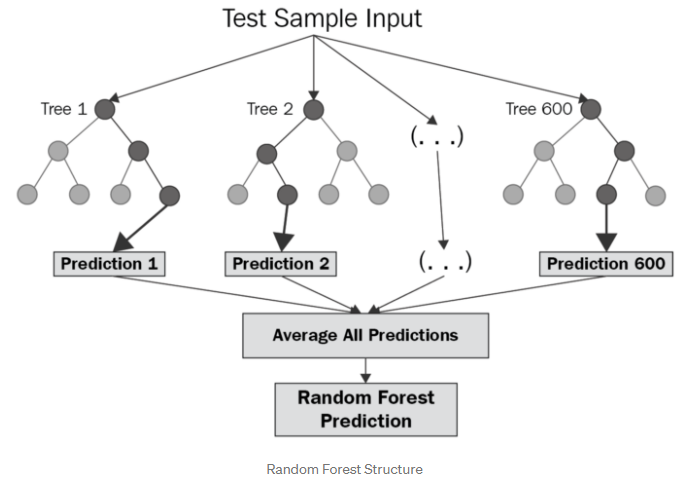 Test Sample Input
Tree 1
Tree 2
(. . .)
Tree 600
Prediction 1
Prediction 2
(. . .)
Prediction 600
Average All Predictions
Random Forest
Prediction
Random Forest Structure